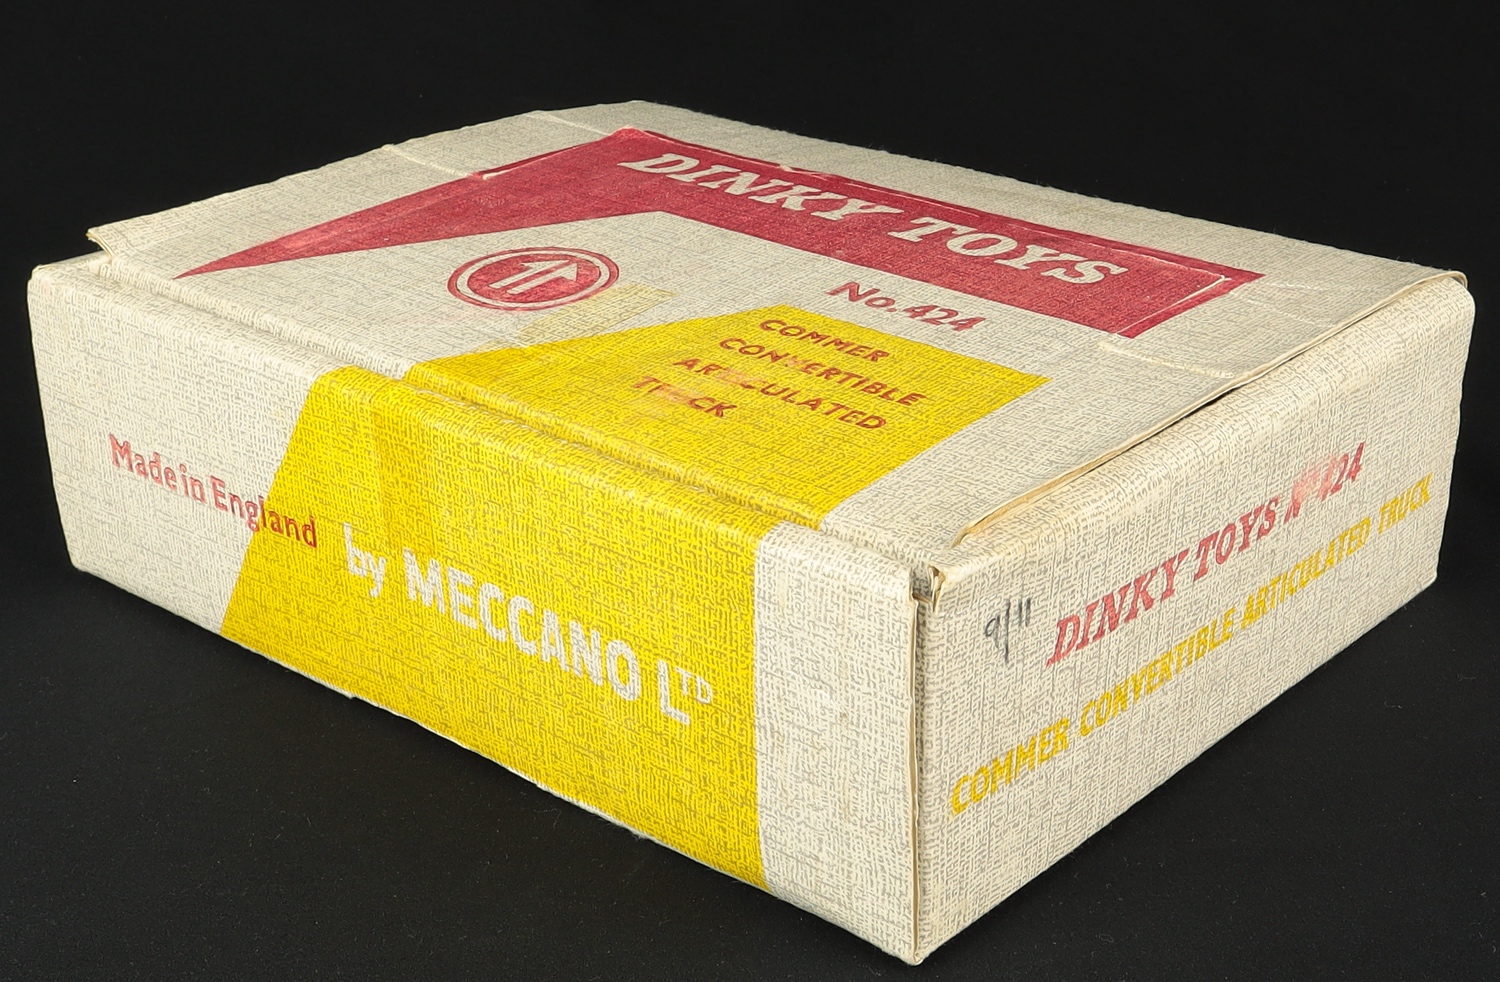 DINKY TOYS
No. 424
COMMER
CONVERTIBLE
ARTICULATED
TRUCK
Made in England
by MECCANO LTD
9/11
DINKY TOYS No 424
COMMER CONVERTIBLE ARTICULATED TRUCK